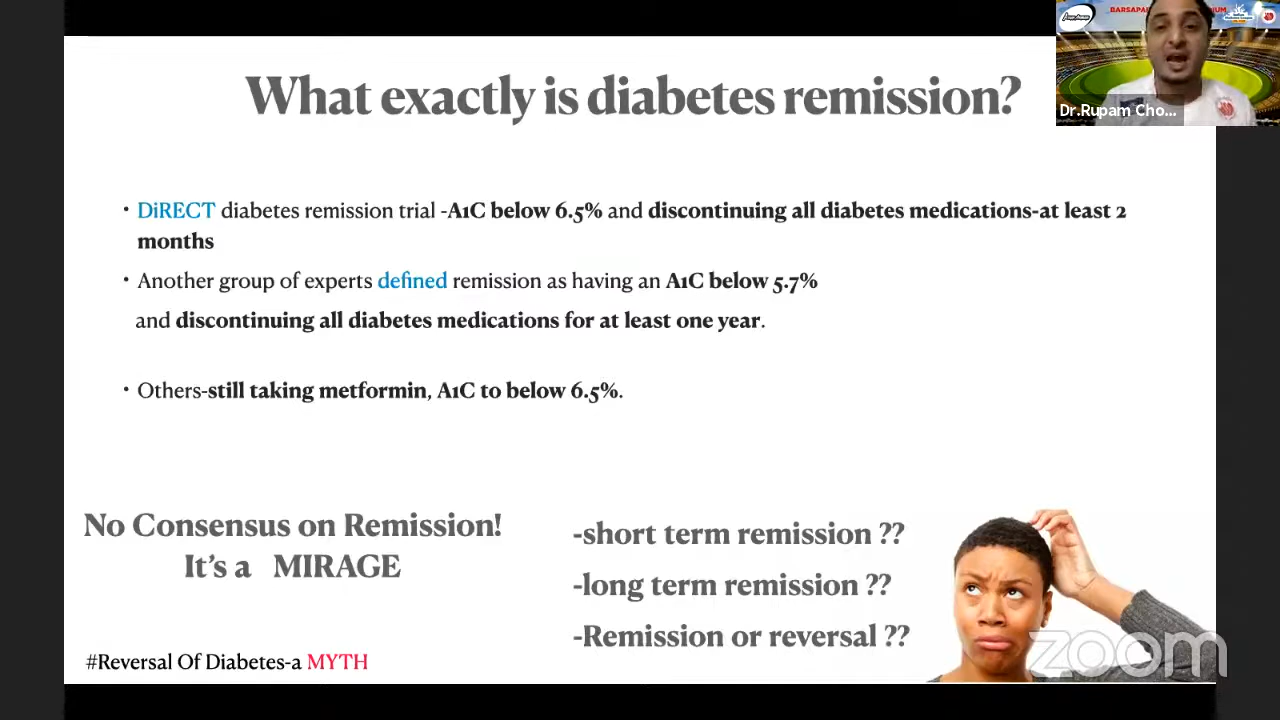 What exactly is diabetes remission?
Dr.Rupam Cho...
• DiRECT diabetes remission trial -A1C below 6.5% and discontinuing all diabetes medications-at least 2
months
• Another group of experts defined remission as having an A1C below 5.7%
and discontinuing all diabetes medications for at least one year.
• Others-still taking metformin, A1C to below 6.5%.
No Consensus on Remission!
It's a MIRAGE
-short term remission ??
-long term remission ??
-Remission or reversal ??
#Reversal Of Diabetes-a MYTH
zoom